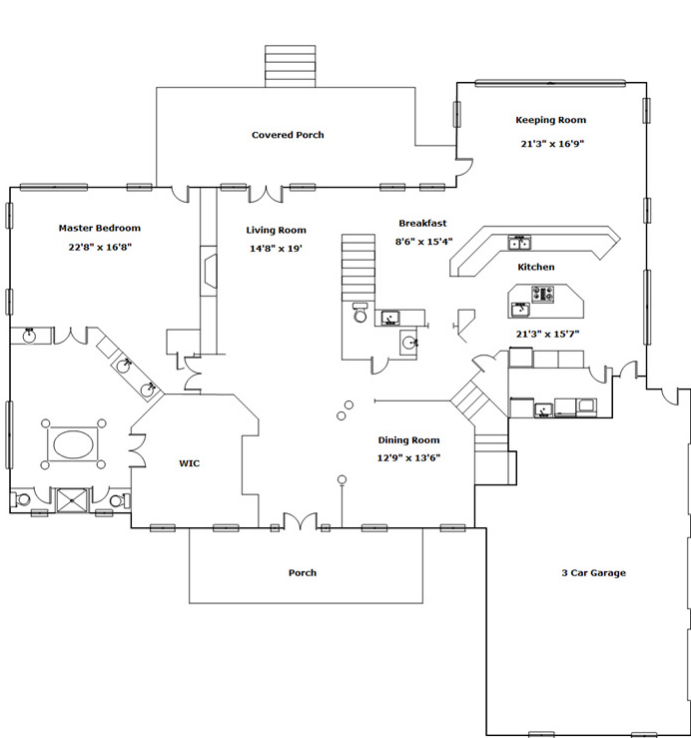 Keeping Room
21'3" x 16'9"
Covered Porch
Master Bedroom
22'8" x 16'8"
Living Room
14'8" x 19'
Breakfast
8'6" x 15'4"
Kitchen
21'3" x 15'7"
Dining Room
12'9" x 13'6"
WIC
Porch
3 Car Garage